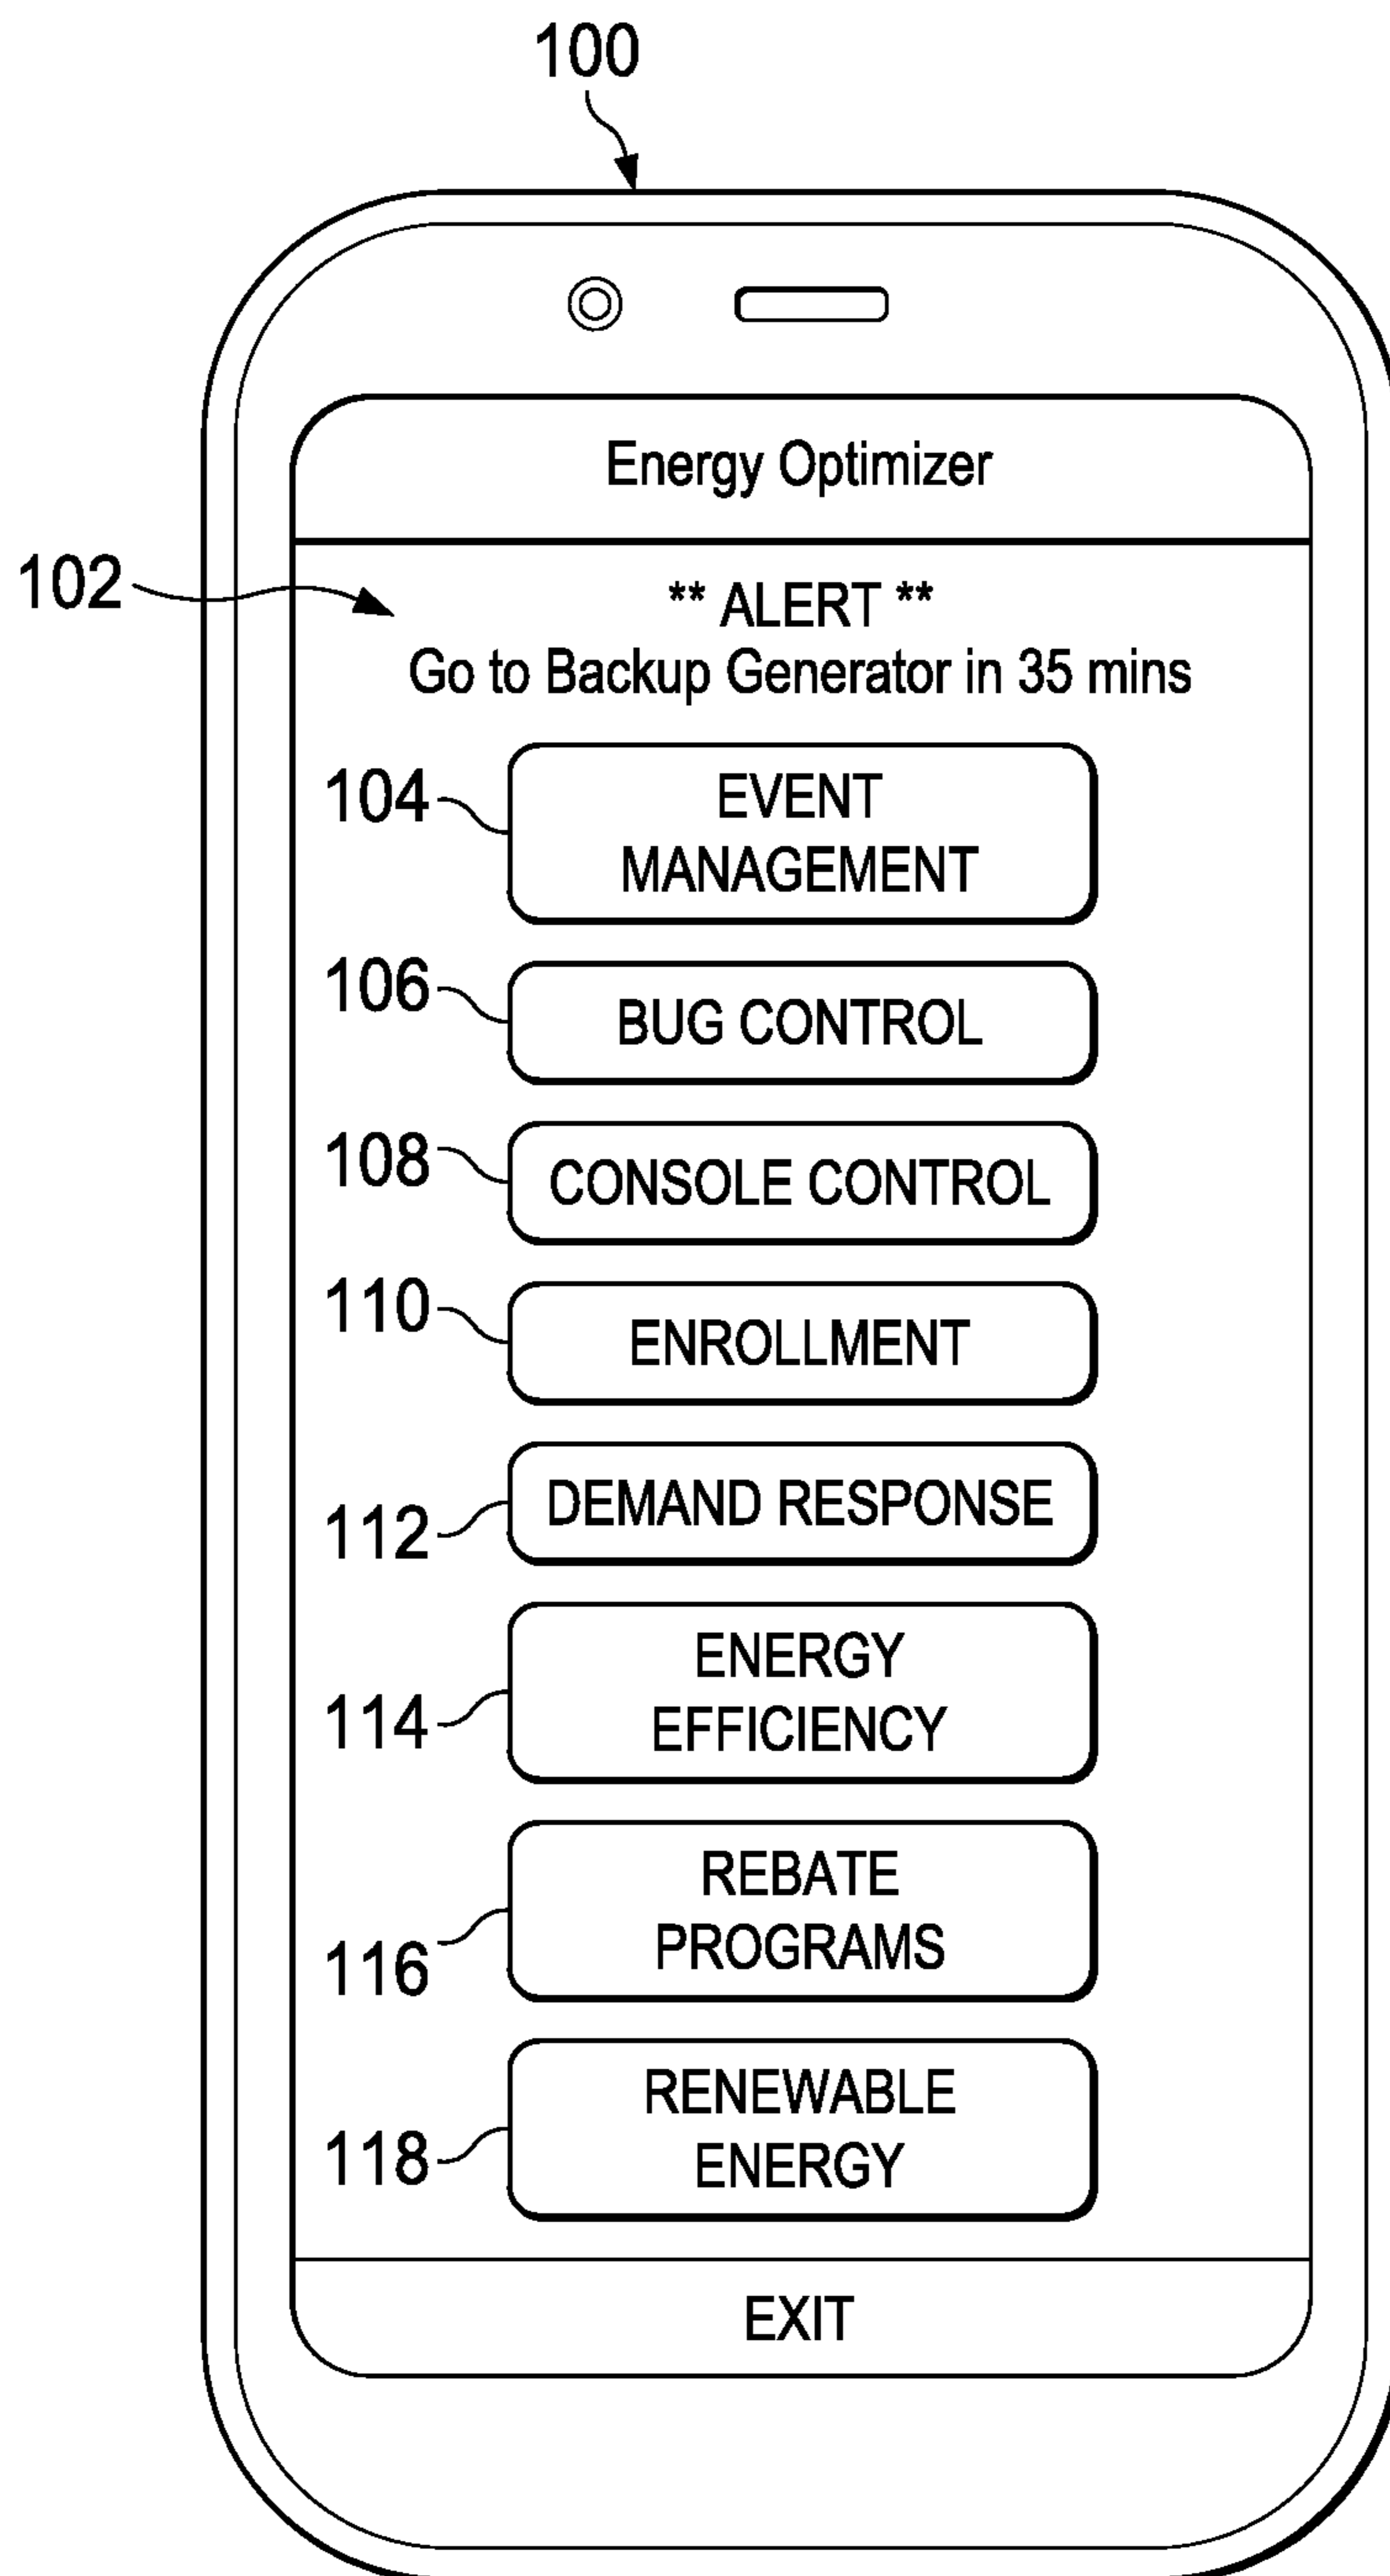 100
Energy Optimizer
102
** ALERT **
Go to Backup Generator in 35 mins
104
EVENT
MANAGEMENT
106
BUG CONTROL
108
CONSOLE CONTROL
110
ENROLLMENT
112
DEMAND RESPONSE
114
ENERGY
EFFICIENCY
116
REBATE
PROGRAMS
118
RENEWABLE
ENERGY
EXIT